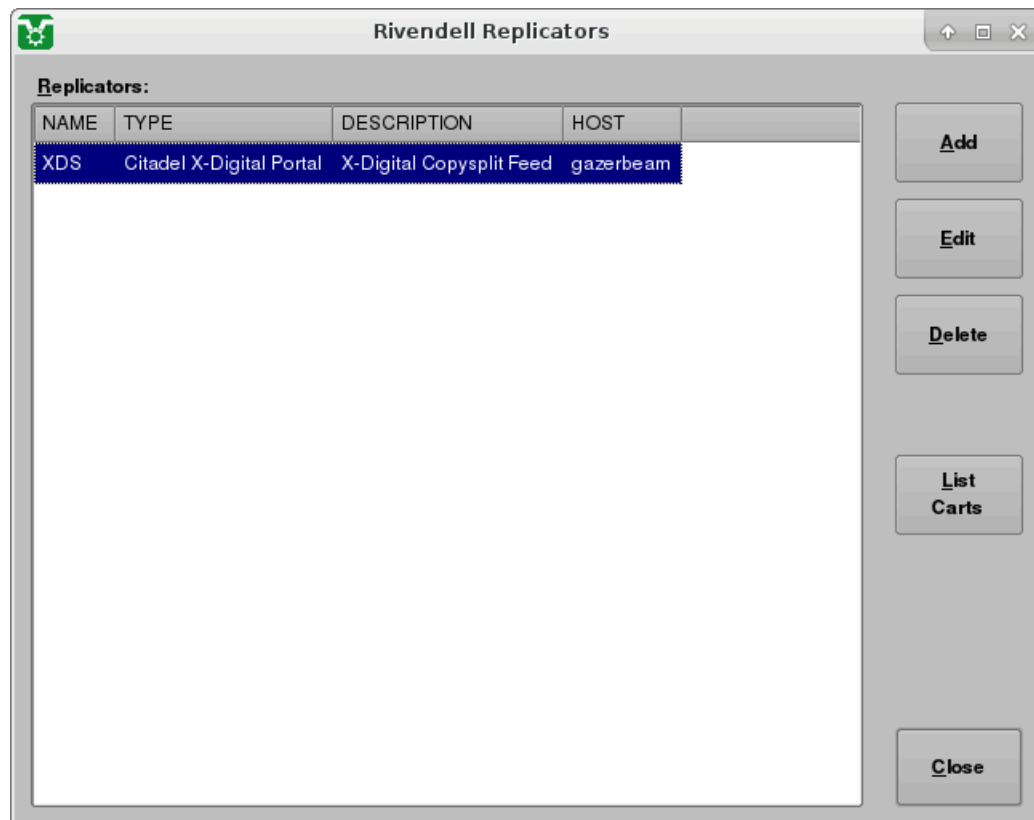 Rivendell Replicators
Replicators:
NAME TYPE DESCRIPTION HOST
XDS Citadel X-Digital Portal X-Digital Copysplit Feed gazerbeam
Add
Edit
Delete
List
Carts
Close